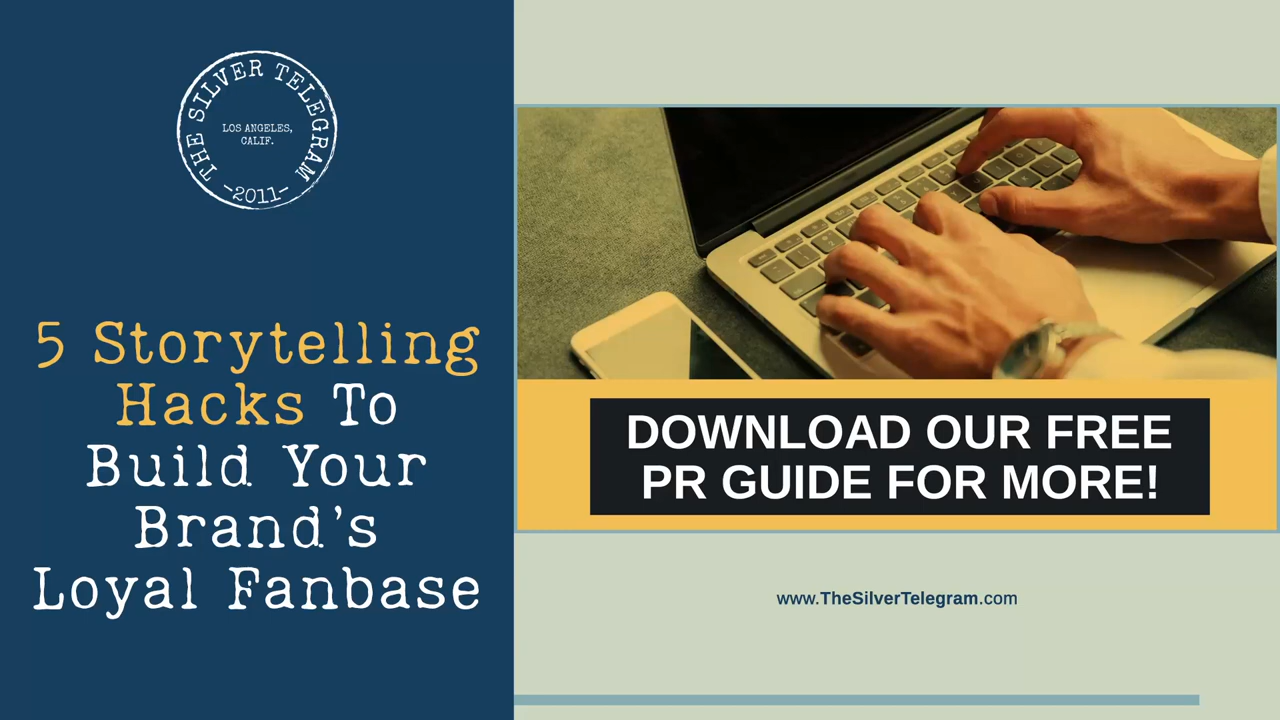 THE SILVER TELEGRAM
LOS ANGELES,
CALIF.
-2011-
5 Storytelling
Hacks To
Build Your
Brand's
Loyal Fanbase
DOWNLOAD OUR FREE
PR GUIDE FOR MORE!
www.TheSilverTelegram.com